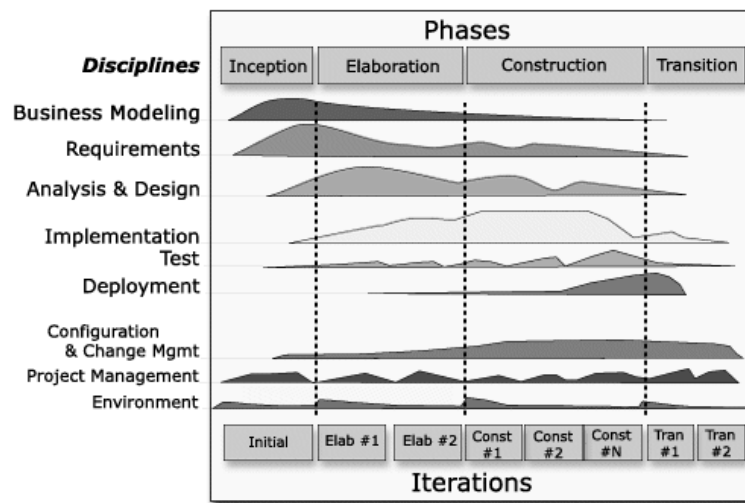 Phases
Disciplines
Inception
Elaboration
Construction
Transition
Business Modeling
Requirements
Analysis & Design
Implementation
Test
Deployment
Configuration
& Change Mgmt
Project Management
Environment
Initial
Elab #1
Elab #2
Const
#1
Const
#2
Const
#N
Tran
#1
Tran
#2
Iterations